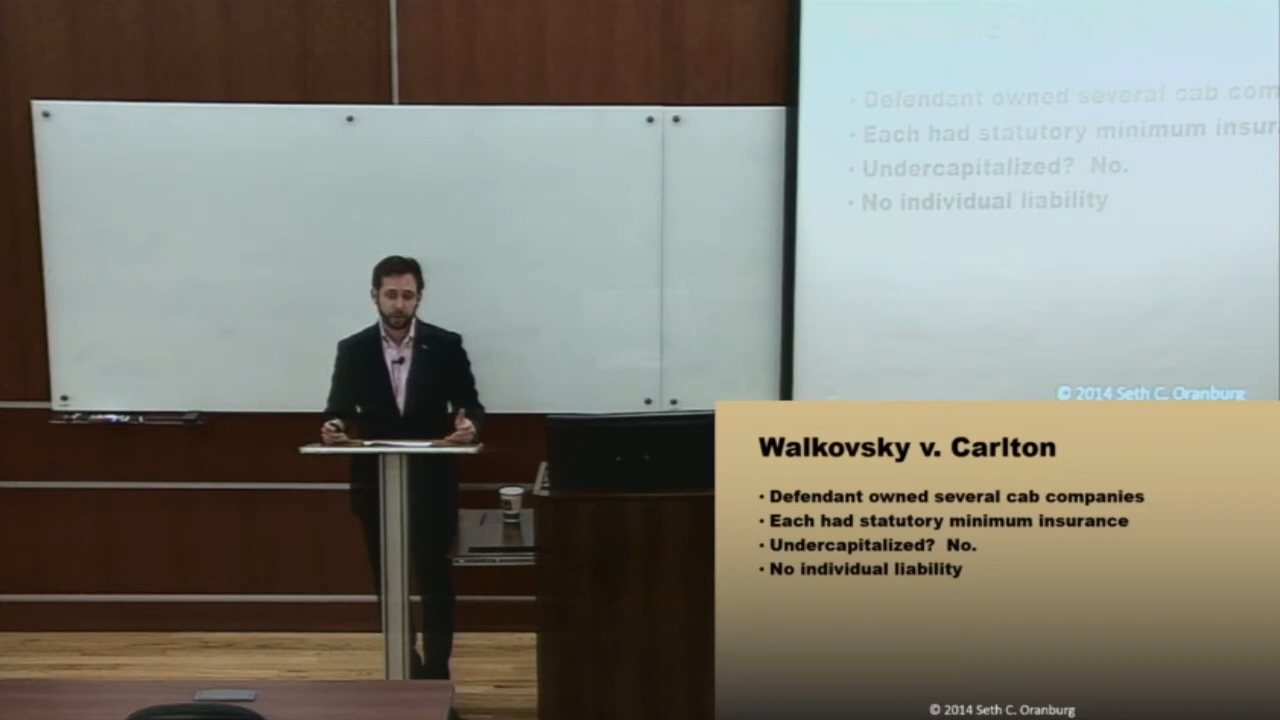 • Defendant owned several cab com
• Each had statutory minimum insur
• Undercapitalized? No.
• No individual liability
© 2014 Seth C. Oranburg
Walkovsky v. Carlton
• Defendant owned several cab companies
• Each had statutory minimum insurance
• Undercapitalized? No.
• No individual liability
© 2014 Seth C. Oranburg